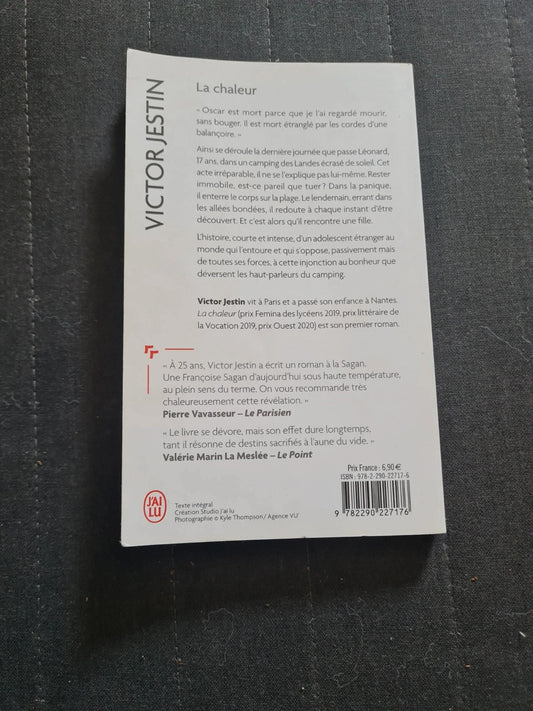 VICTOR JESTIN
La chaleur
« Oscar est mort parce que je l'ai regardé mourir,
sans bouger. Il est mort étranglé par les cordes d'une
balançoire. »
Ainsi se déroule la dernière journée que passe Léonard,
17 ans, dans un camping des Landes écrasé de soleil. Cet
acte irréparable, il ne se l'explique pas lui-même. Rester
immobile, est-ce pareil que tuer ? Dans la panique,
il enterre le corps sur la plage. Le lendemain, errant dans
les allées bondées, il redoute à chaque instant d'être
découvert. Et c'est alors qu'il rencontre une fille.
L'histoire, courte et intense, d'un adolescent étranger au
monde qui l'entoure et qui s'oppose, passivement mais
de toutes ses forces, à cette injonction au bonheur que
déversent les haut-parleurs du camping.
Victor Jestin vit à Paris et a passé son enfance à Nantes.
La chaleur (prix Femina des lycéens 2019, prix littéraire de
la Vocation 2019, prix Ouest 2020) est son premier roman.
« À 25 ans, Victor Jestin a écrit un roman à la Sagan.
Une Françoise Sagan d'aujourd'hui sous haute température,
au plein sens du terme. On vous recommande très
chaleureusement cette révélation. »
Pierre Vavasseur – Le Parisien
« Le livre se dévore, mais son effet dure longtemps,
tant il résonne de destins sacrifiés à l'aune du vide. »
Valérie Marin La Meslée – Le Point
Prix France : 6,90 €
ISBN : 978-2-290-22717-6
9 782290 227176
J'AI
LU
Texte intégral
Création Studio J'ai lu
Photographie © Kyle Thompson / Agence VU'